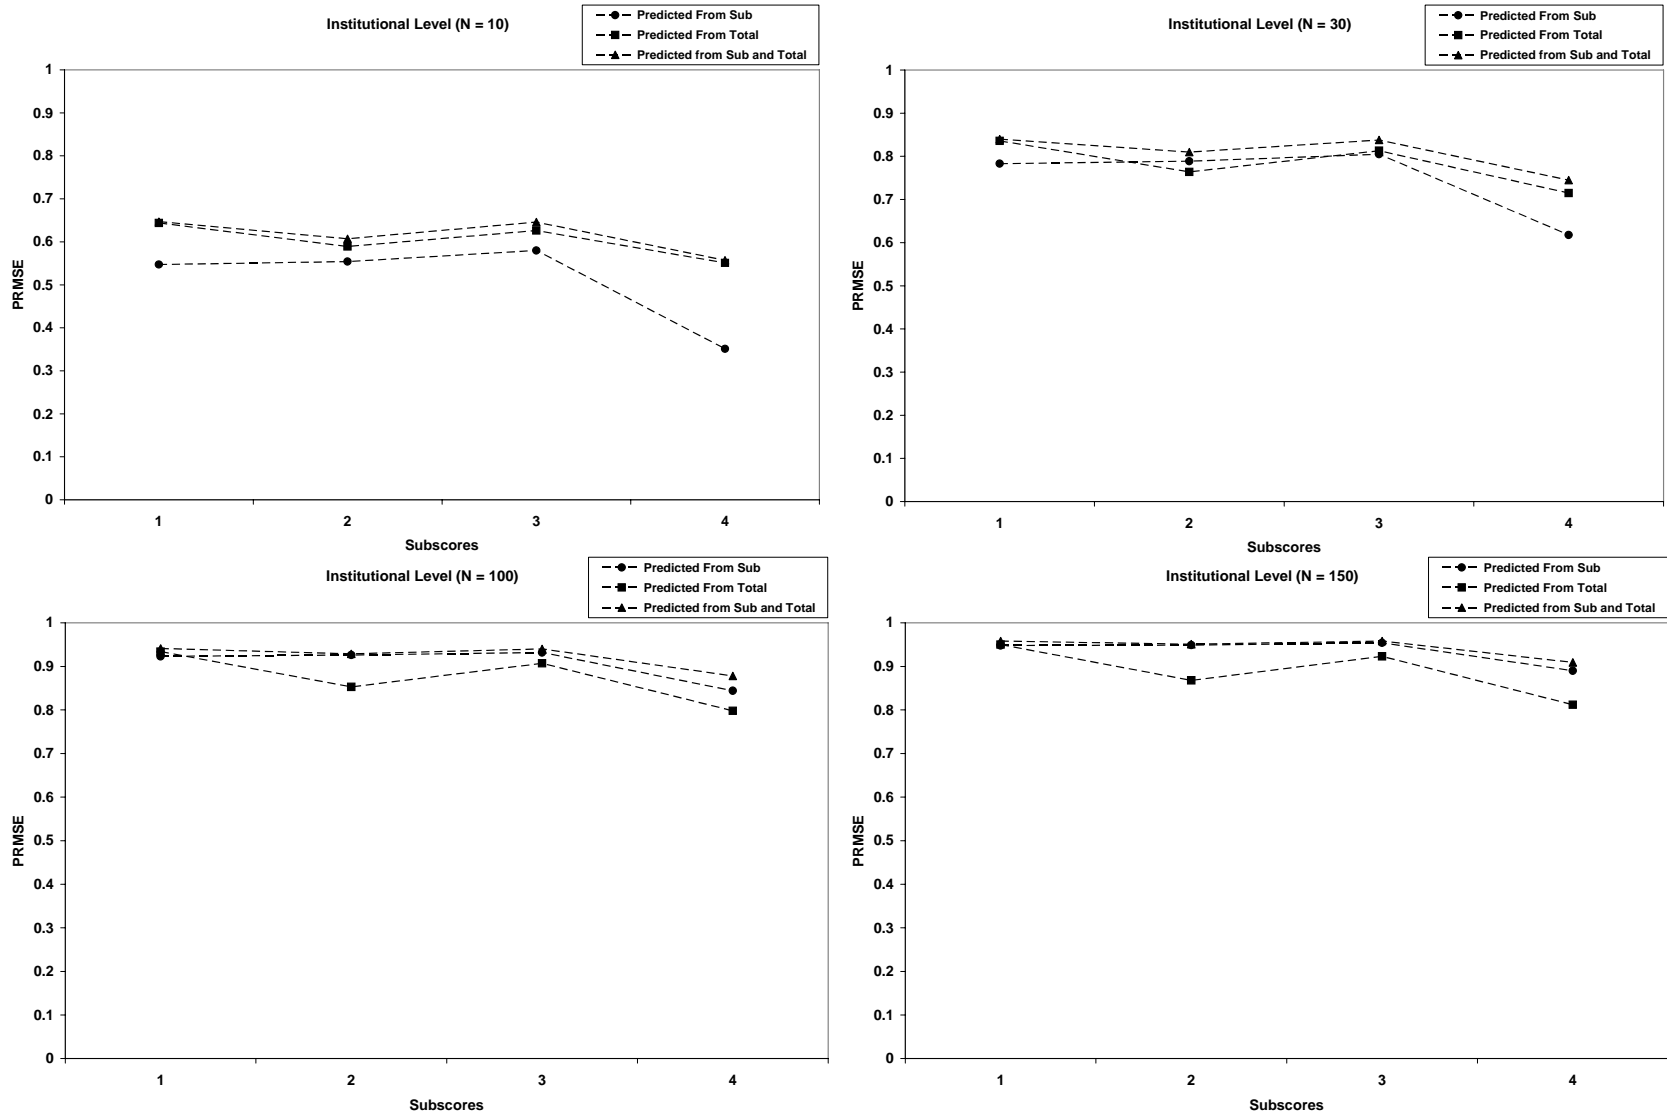 Institutional Level (N = 10)
Predicted From Sub
Predicted From Total
Predicted from Sub and Total
1
0.9
0.8
0.7
0.6
0.5
0.4
0.3
0.2
0.1
0
PRMSE
1 2 3 4
Subscores
Institutional Level (N = 30)
Predicted From Sub
Predicted From Total
Predicted from Sub and Total
1
0.9
0.8
0.7
0.6
0.5
0.4
0.3
0.2
0.1
0
PRMSE
1 2 3 4
Subscores
Institutional Level (N = 100)
Predicted From Sub
Predicted From Total
Predicted from Sub and Total
1
0.9
0.8
0.7
0.6
0.5
0.4
0.3
0.2
0.1
0
PRMSE
1 2 3 4
Subscores
Institutional Level (N = 150)
Predicted From Sub
Predicted From Total
Predicted from Sub and Total
1
0.9
0.8
0.7
0.6
0.5
0.4
0.3
0.2
0.1
0
PRMSE
1 2 3 4
Subscores